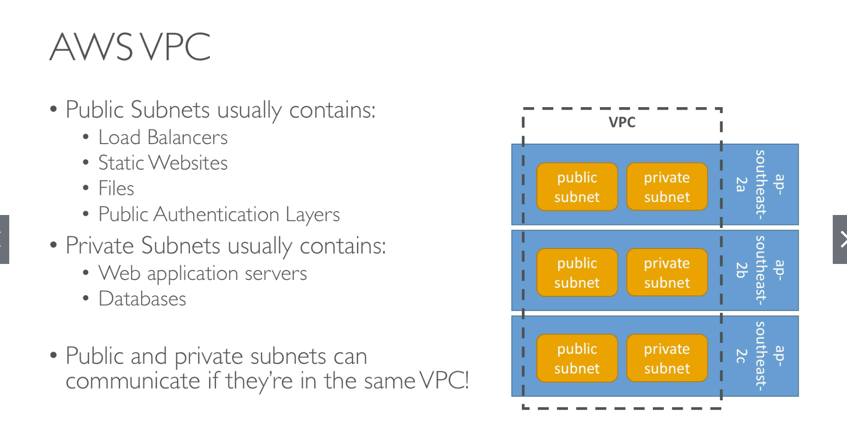 AWS VPC
• Public Subnets usually contains:
• Load Balancers
• Static Websites
• Files
• Public Authentication Layers
• Private Subnets usually contains:
• Web application servers
• Databases
• Public and private subnets can
communicate if they're in the same VPC!
VPC
public
subnet
private
subnet
ap-
southeast-
2a
public
subnet
private
subnet
ap-
southeast-
2b
public
subnet
private
subnet
ap-
southeast-
2c